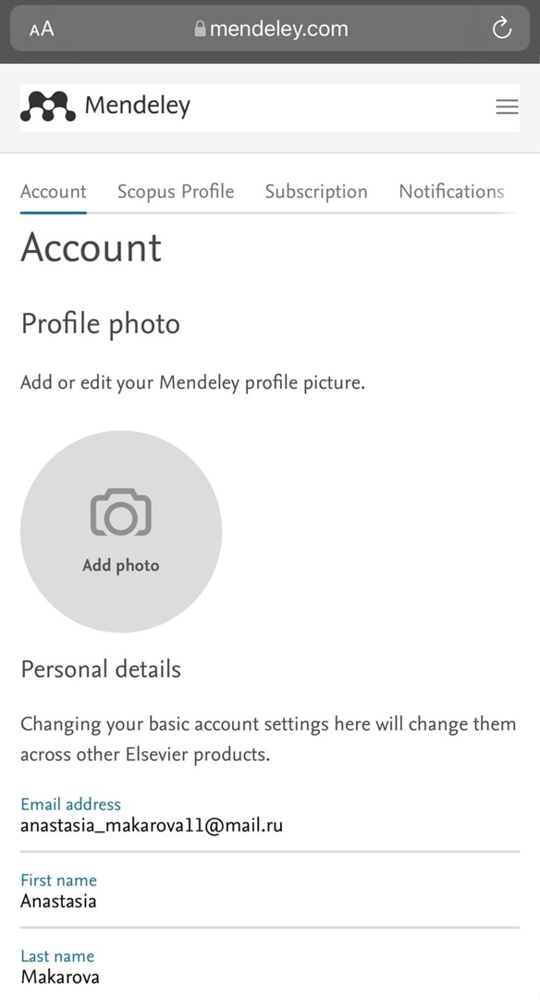 AA mendeley.com
Mendeley
Account Scopus Profile Subscription Notifications
Account
Profile photo
Add or edit your Mendeley profile picture.
Add photo
Personal details
Changing your basic account settings here will change them
across other Elsevier products.
Email address
anastasia_makarova11@mail.ru
First name
Anastasia
Last name
Makarova